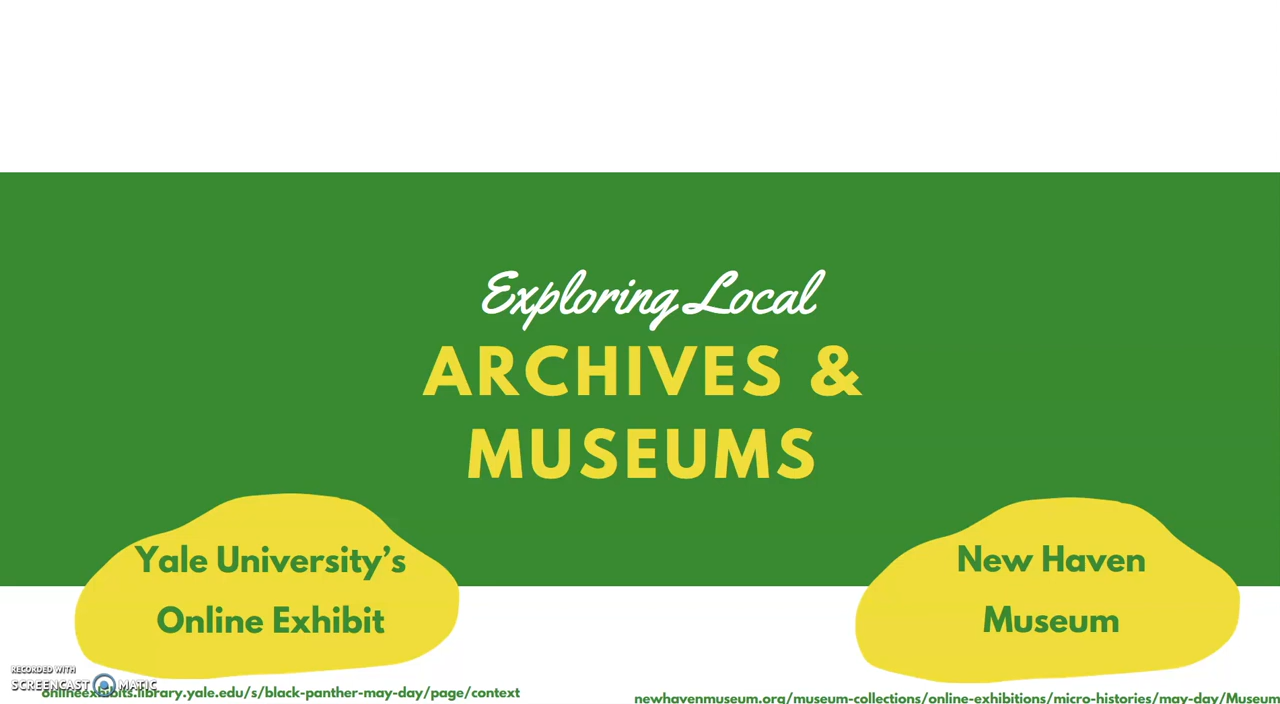 Exploring Local
ARCHIVES &
MUSEUMS
Yale University's
Online Exhibit
New Haven
Museum
RECORDED WITH
SCREENCAST MATIC
onlineexhibits.library.yale.edu/s/black-panther-may-day/page/context
newhavenmuseum.org/museum-collections/online-exhibitions/micro-histories/may-day/Museum